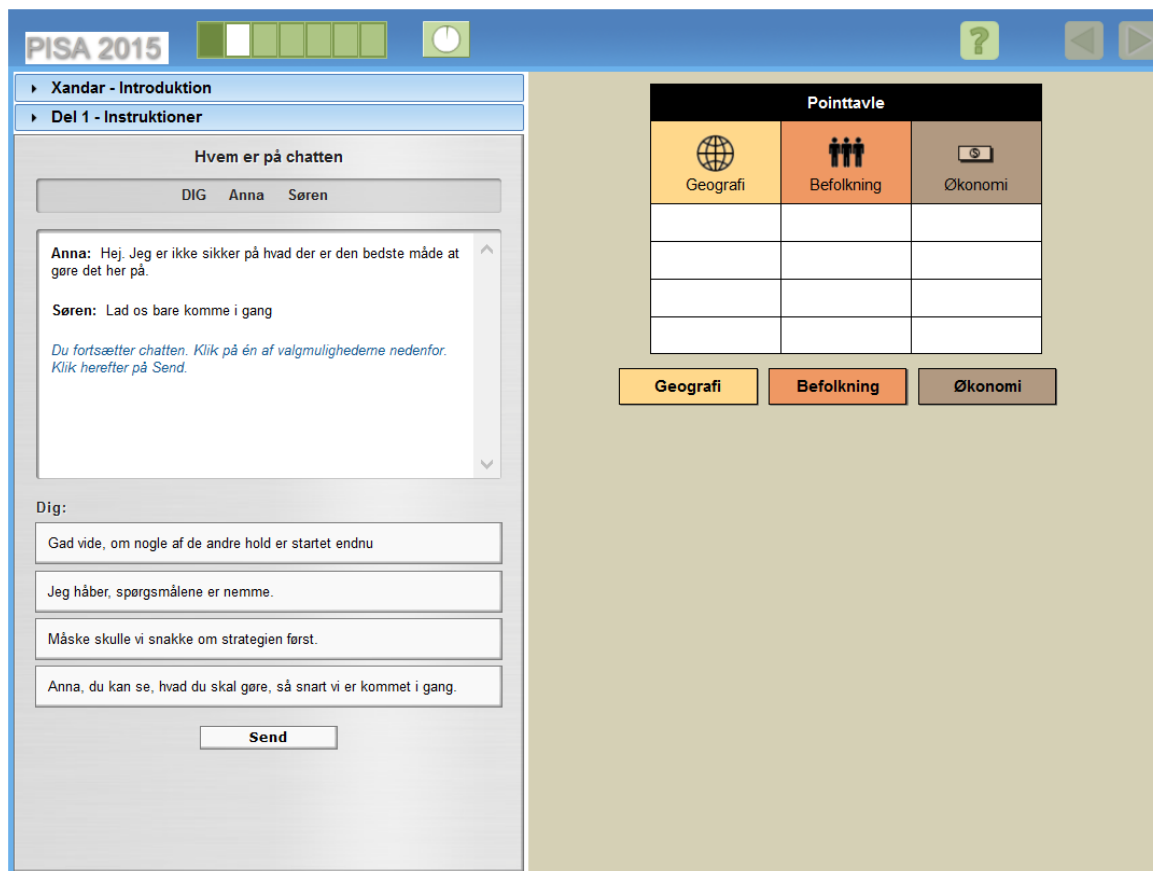 PISA 2015
?
Xandar - Introduktion
Del 1 - Instruktioner
Hvem er på chatten
DIG Anna Søren
Anna: Hej. Jeg er ikke sikker på hvad der er den bedste måde at
gøre det her på.
Søren: Lad os bare komme i gang
Du fortsætter chatten. Klik på én af valgmulighederne nedenfor.
Klik herefter på Send.
Dig:
Gad vide, om nogle af de andre hold er startet endnu
Jeg håber, spørgsmålene er nemme.
Måske skulle vi snakke om strategien først.
Anna, du kan se, hvad du skal gøre, så snart vi er kommet i gang.
Send
Pointtavle
Geografi Befolkning Økonomi
Geografi Befolkning Økonomi